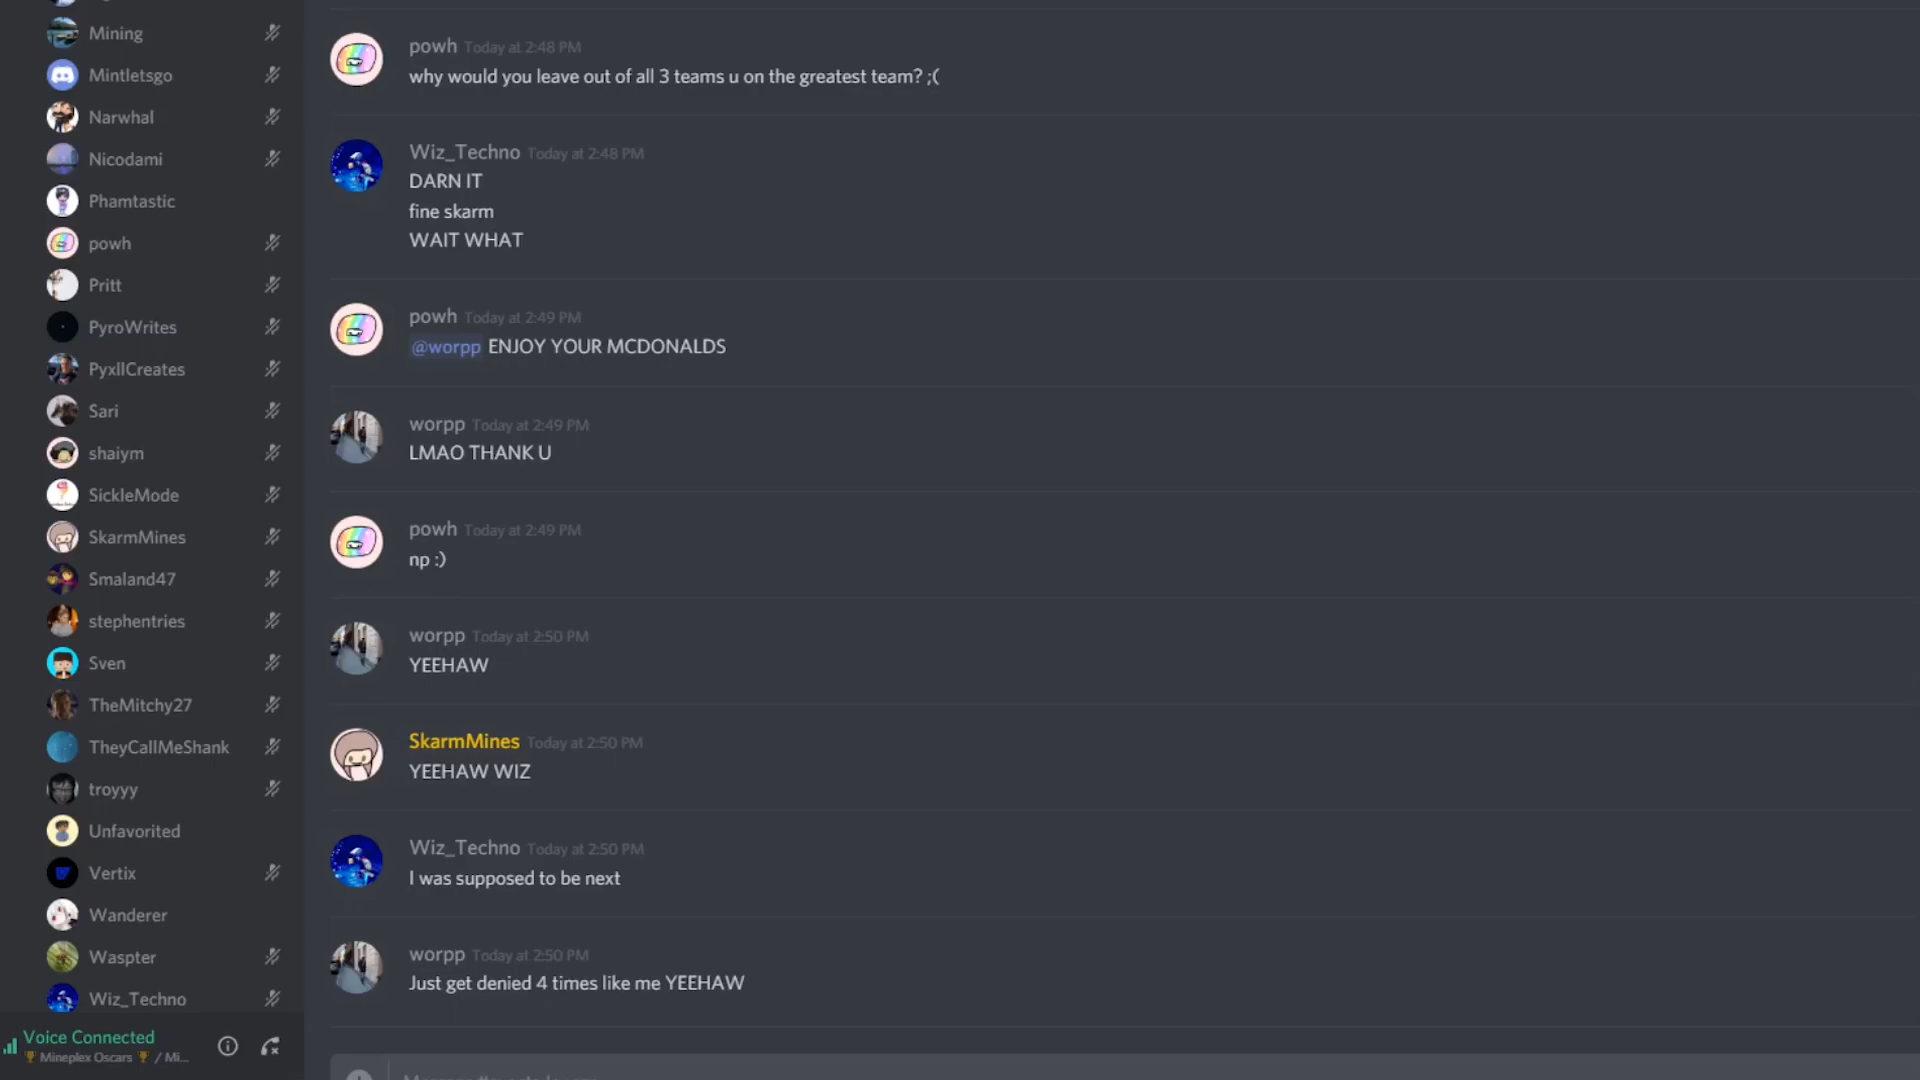 Mining
Mintletsgo
Narwhal
Nicodami
Phamtastic
powh
Pritt
PyroWrites
PyxllCreates
Sari
shaiym
SickleMode
SkarmMines
Smaland47
stephentries
Sven
TheMitchy27
TheyCallMeShank
troyyy
Unfavorited
Vertix
Wanderer
Waspter
Wiz_Techno
Voice Connected
🏆 Mineplex Oscars 🏆 / Mi...
powh Today at 2:48 PM
why would you leave out of all 3 teams u on the greatest team? ;(
Wiz_Techno Today at 2:48 PM
DARN IT
fine skarm
WAIT WHAT
powh Today at 2:49 PM
@worpp ENJOY YOUR MCDONALDS
worpp Today at 2:49 PM
LMAO THANK U
powh Today at 2:49 PM
np :)
worpp Today at 2:50 PM
YEEHAW
SkarmMines Today at 2:50 PM
YEEHAW WIZ
Wiz_Techno Today at 2:50 PM
I was supposed to be next
worpp Today at 2:50 PM
Just get denied 4 times like me YEEHAW